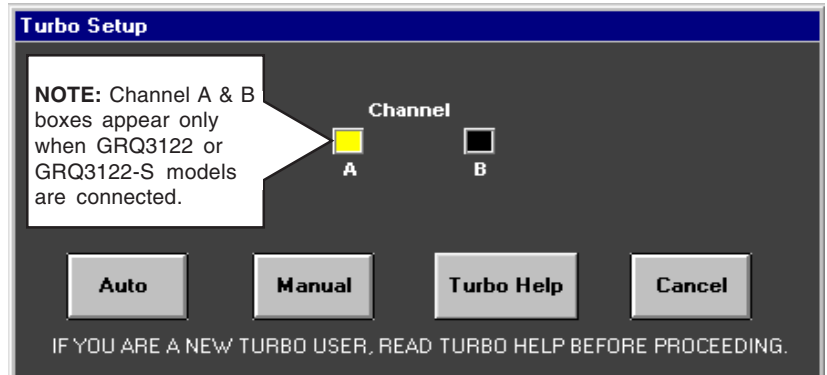 Turbo Setup
NOTE: Channel A & B
boxes appear only
when GRQ3122 or
GRQ3122-S models
are connected.
Channel
A B
Auto Manual Turbo Help Cancel
IF YOU ARE A NEW TURBO USER, READ TURBO HELP BEFORE PROCEEDING.